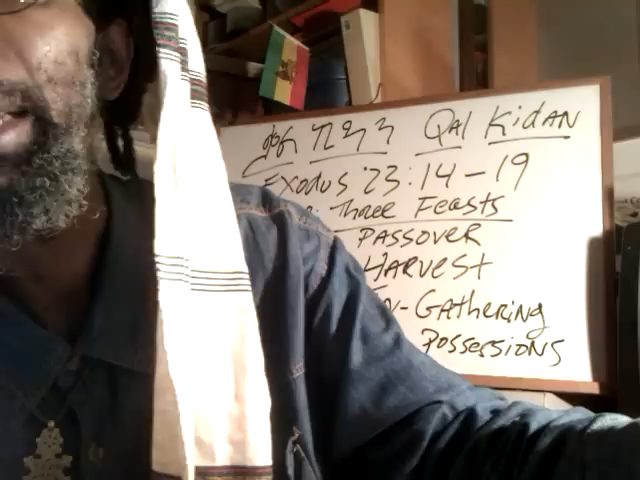 ቃል ኪዳን Qal Kidan
Exodus 23:14-19
: Three Feasts
PASSOVER
HARVEST
-GATHERING
POSSESSIONS